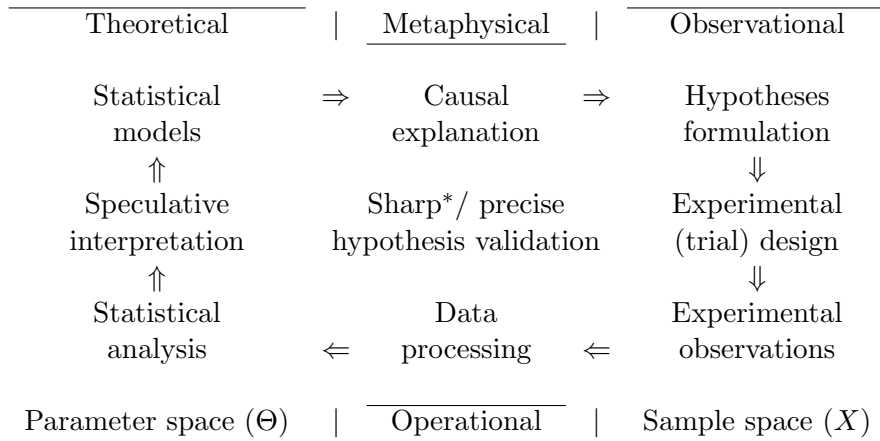 Theoretical | Metaphysical | Observational
Statistical ⇒ Causal ⇒ Hypotheses
models explanation formulation
⇑ ⇓
Speculative Sharp*/ precise Experimental
interpretation hypothesis validation (trial) design
⇑ ⇓
Statistical Data Experimental
analysis ⇐ processing ⇐ observations
Parameter space (Θ) | Operational | Sample space (X)